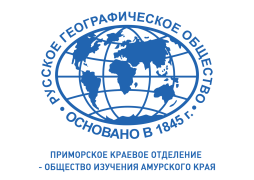 РУССКОЕ ГЕОГРАФИЧЕСКОЕ ОБЩЕСТВО
• ОСНОВАНО В 1845 г. •
ПРИМОРСКОЕ КРАЕВОЕ ОТДЕЛЕНИЕ
- ОБЩЕСТВО ИЗУЧЕНИЯ АМУРСКОГО КРАЯ